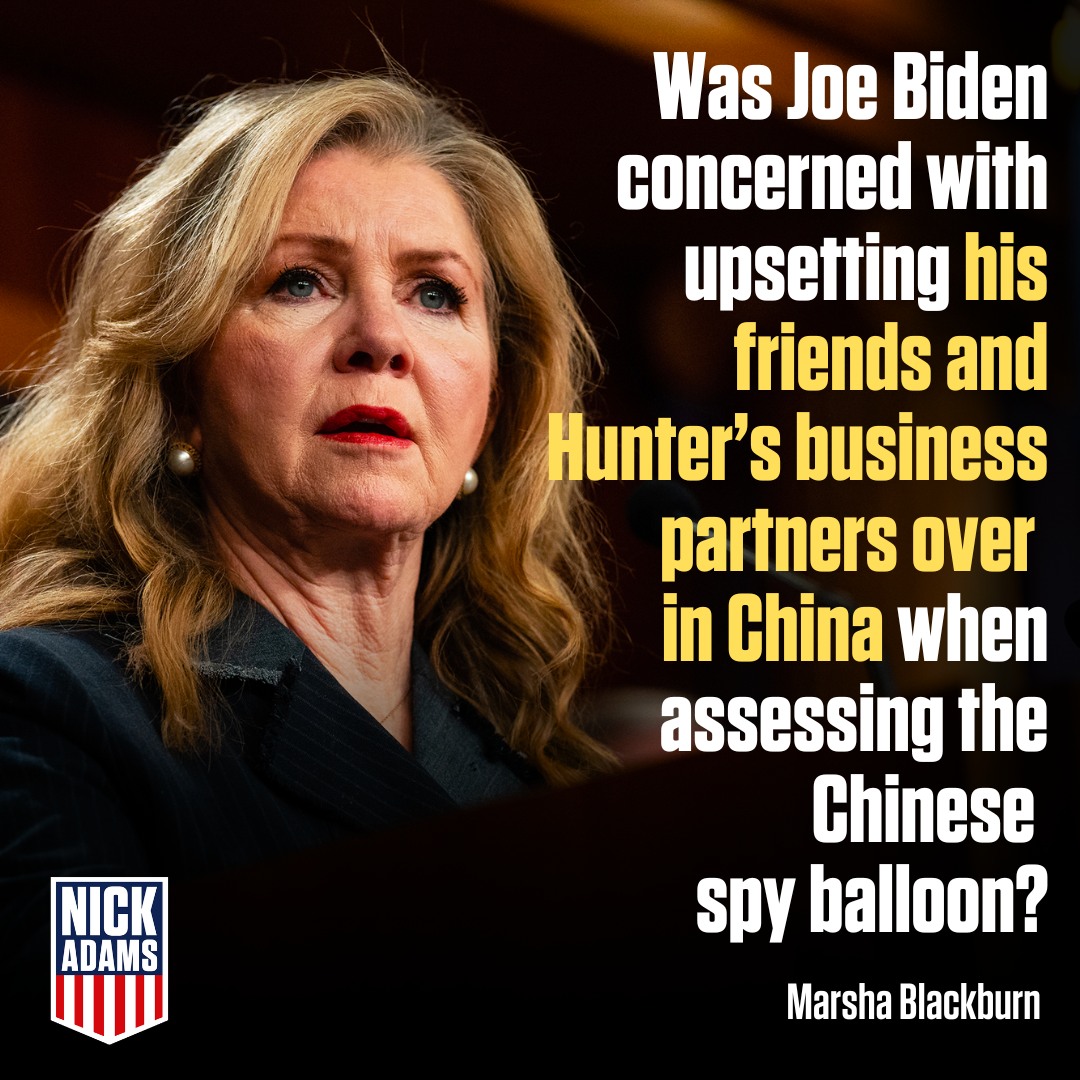 Was Joe Biden
concerned with
upsetting his
friends and
Hunter’s business
partners over
in China when
assessing the
Chinese
spy balloon?
Marsha Blackburn
NICK
ADAMS